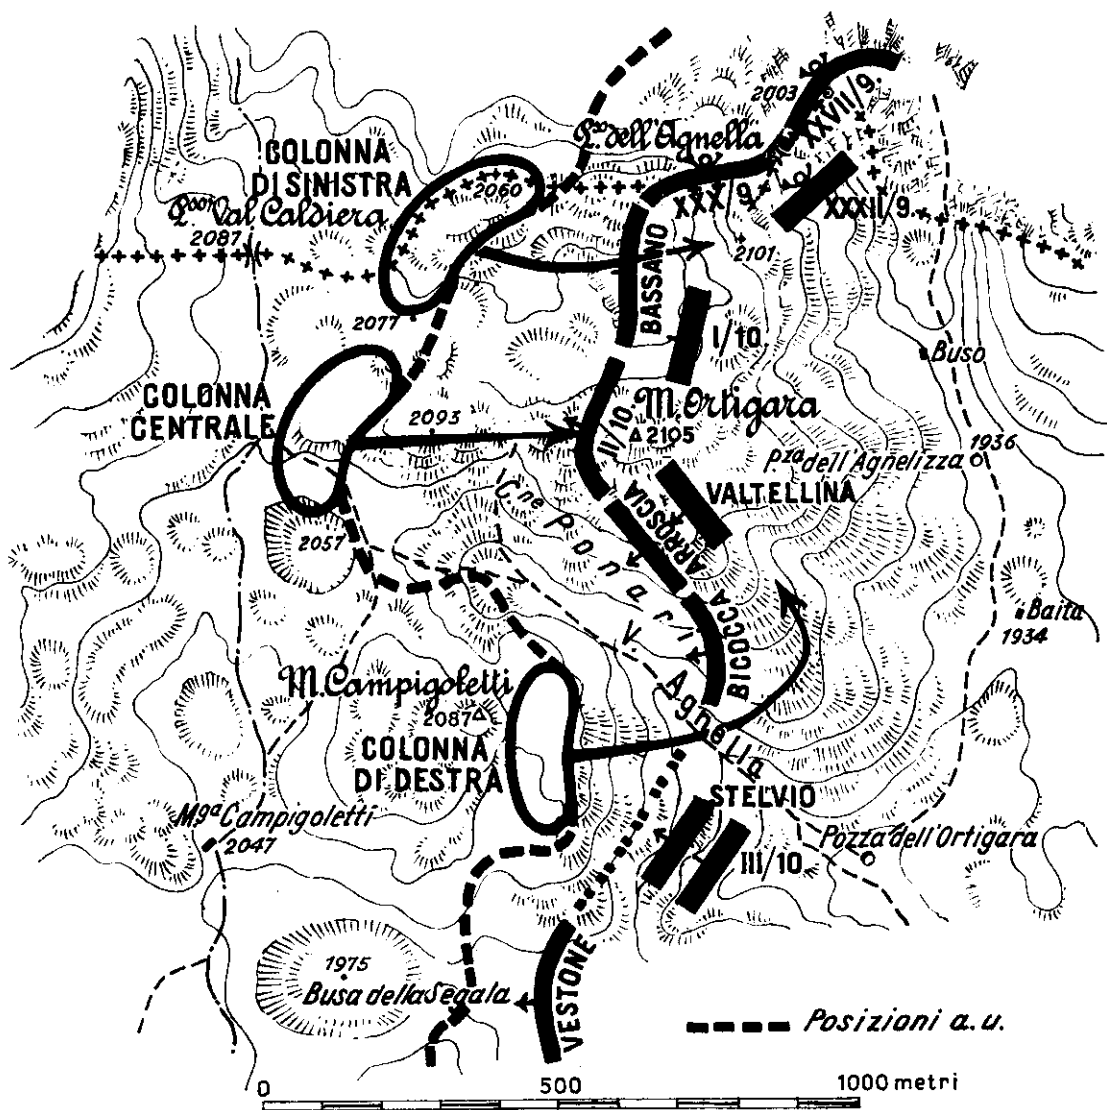 2003
XXVII/9.
P.zo dell'Agnella
COLONNA
DI SINISTRA
2060
XXX/9.
XXXII/9.
P.ta Val Caldiera
2087
BASSANO
2101
2077
I/10
Buso
COLONNA
CENTRALE
2093
M. Ortigara
II/10
2105
1936
P.za dell'Agnelizza
VALTELLINA
C.ne Ponari
ARROSCIA
2057
Baita
1934
V. Agnella
BICOCCA
M. Campigoletti
2087
COLONNA
DI DESTRA
STELVIO
M.ga Campigoletti
2047
Pozza dell'Ortigara
III/10
1975
Busa della Segala
VESTONE
Posizioni a.u.
0 500 1000 metri